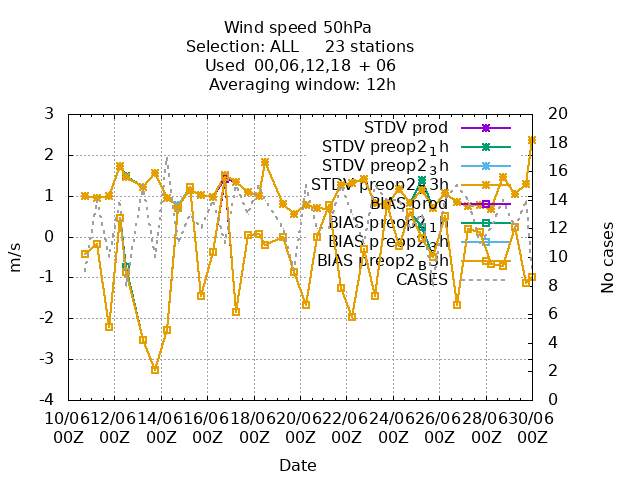 Wind speed 50hPa
Selection: ALL 23 stations
Used 00,06,12,18 + 06
Averaging window: 12h
3
2
1
0
-1
-2
-3
-4
20
18
16
14
12
10
8
6
4
2
0
STDV prod
STDV preop2_1h
STDV preop2_3h
STDV preop2_B3h
BIAS prod
BIAS preop2_1h
BIAS preop2_3h
BIAS preop2_B3h
CASES
m/s
No cases
10/06 12/06 14/06 16/06 18/06 20/06 22/06 24/06 26/06 28/06 30/06
00Z 00Z 00Z 00Z 00Z 00Z 00Z 00Z 00Z 00Z 00Z
Date